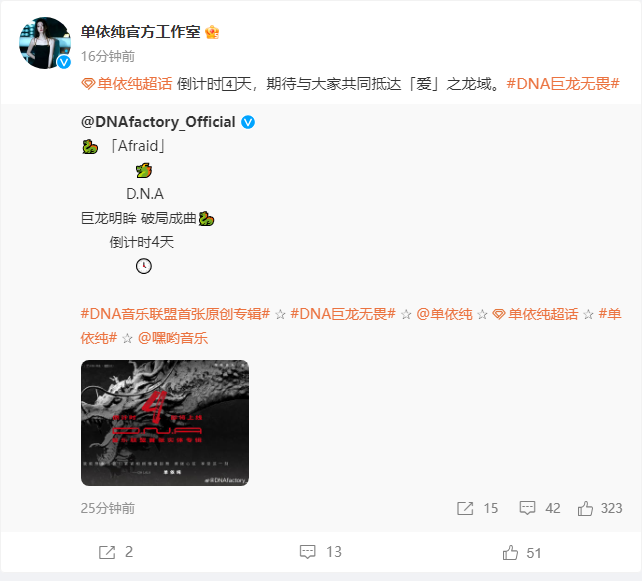 单依纯官方工作室
16分钟前
单依纯超话 倒计时4天，期待与大家共同抵达「爱」之龙域。#DNA巨龙无畏#
@DNAfactory_Official
「Afraid」
D.N.A
巨龙明眸 破局成曲
倒计时4天
#DNA音乐联盟首张原创专辑# ☆ #DNA巨龙无畏# ☆ @单依纯 ☆ 单依纯超话 ☆ #单
依纯# ☆ @嘿哟音乐
4
D.N.A
单依纯
@DNAfactory_
25分钟前
15 42 323
2 13 51